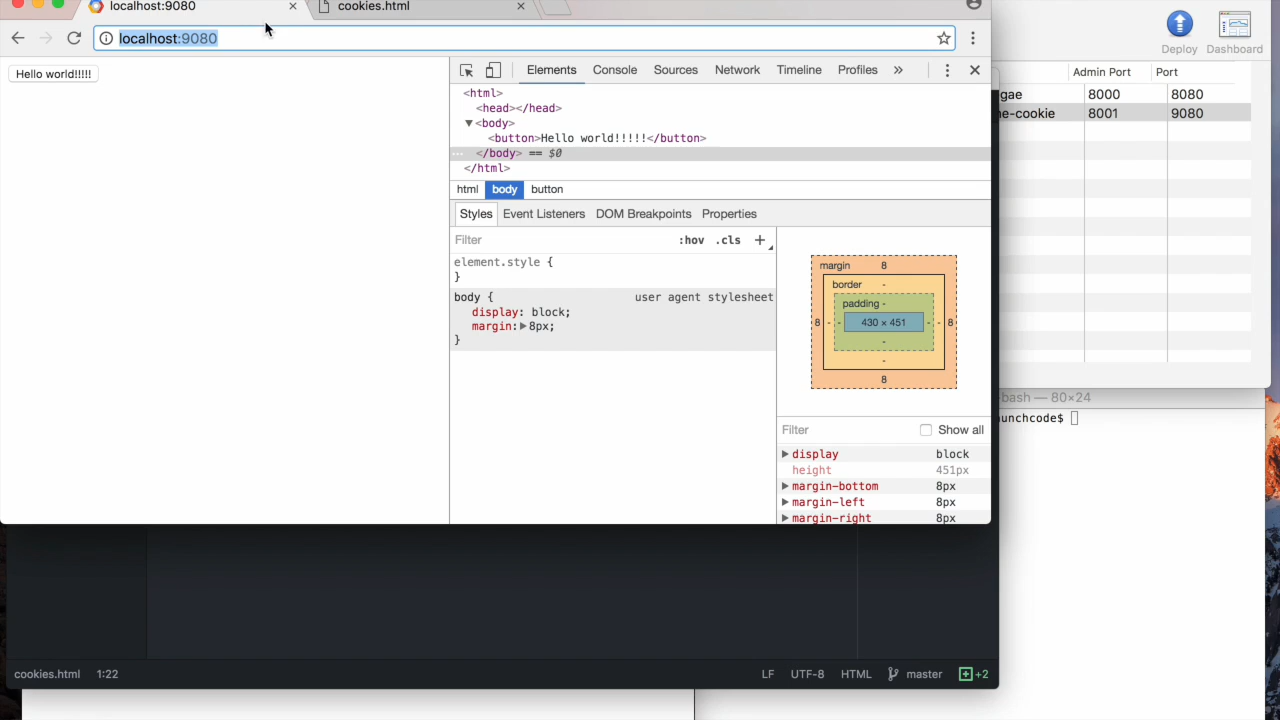 localhost:9080
cookies.html
localhost:9080
Deploy
Dashboard
Hello world!!!!!
Elements
Console
Sources
Network
Timeline
Profiles
»
Admin Port
Port
<html>
<head></head>
<body>
<button>Hello world!!!!!</button>
… </body> == $0
</html>
gae
8000
8080
ne-cookie
8001
9080
html
body
button
Styles
Event Listeners
DOM Breakpoints
Properties
Filter
:hov
.cls
+
element.style {
}
body {
user agent stylesheet
display: block;
margin: 8px;
}
margin
8
border
-
padding -
8
-
-
430 × 451
-
-
8
-
-
8
Filter
Show all
display
block
height
451px
margin-bottom
8px
margin-left
8px
margin-right
8px
bash — 80×24
unchcode$
cookies.html
1:22
LF
UTF-8
HTML
master
+2